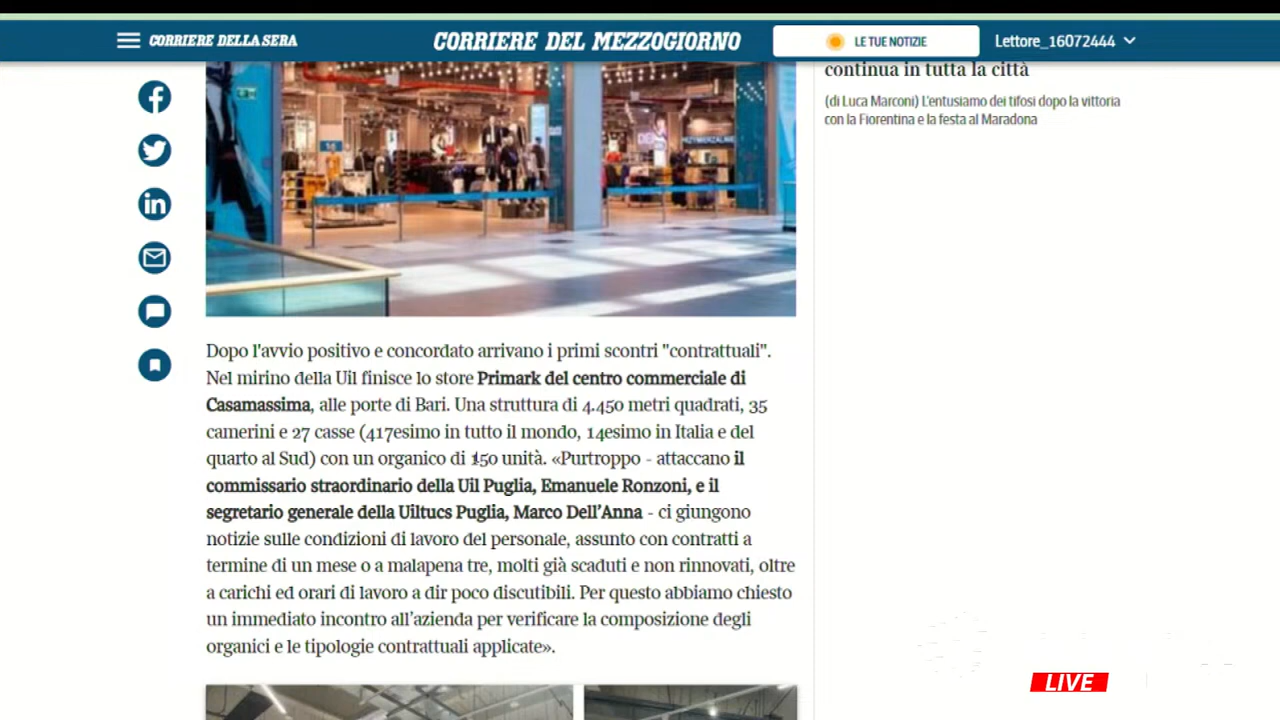 CORRIERE DELLA SERA
CORRIERE DEL MEZZOGIORNO
LE TUE NOTIZIE
Lettore_16072444
continua in tutta la città
(di Luca Marconi) L'entusiamo dei tifosi dopo la vittoria
con la Fiorentina e la festa al Maradona
16
Dopo l'avvio positivo e concordato arrivano i primi scontri "contrattuali".
Nel mirino della Uil finisce lo store Primark del centro commerciale di
Casamassima, alle porte di Bari. Una struttura di 4.450 metri quadrati, 35
camerini e 27 casse (417esimo in tutto il mondo, 14esimo in Italia e del
quarto al Sud) con un organico di 150 unità. «Purtroppo - attaccano il
commissario straordinario della Uil Puglia, Emanuele Ronzoni, e il
segretario generale della Uiltucs Puglia, Marco Dell'Anna - ci giungono
notizie sulle condizioni di lavoro del personale, assunto con contratti a
termine di un mese o a malapena tre, molti già scaduti e non rinnovati, oltre
a carichi ed orari di lavoro a dir poco discutibili. Per questo abbiamo chiesto
un immediato incontro all'azienda per verificare la composizione degli
organici e le tipologie contrattuali applicate».
LIVE